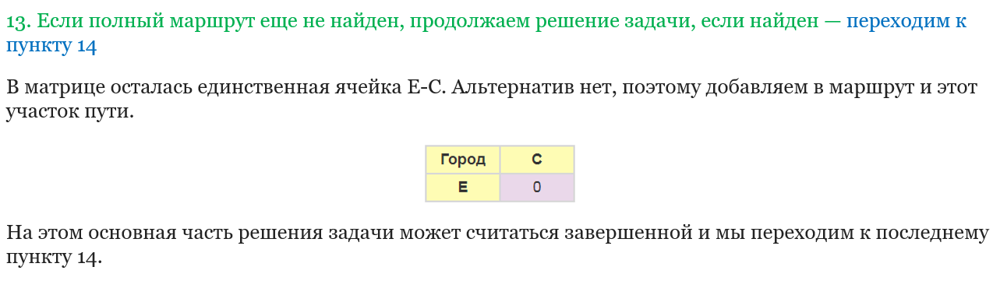 13. Если полный маршрут еще не найден, продолжаем решение задачи, если найден — переходим к
пункту 14
В матрице осталась единственная ячейка E-C. Альтернатив нет, поэтому добавляем в маршрут и этот
участок пути.
Город C
E 0
На этом основная часть решения задачи может считаться завершенной и мы переходим к последнему
пункту 14.